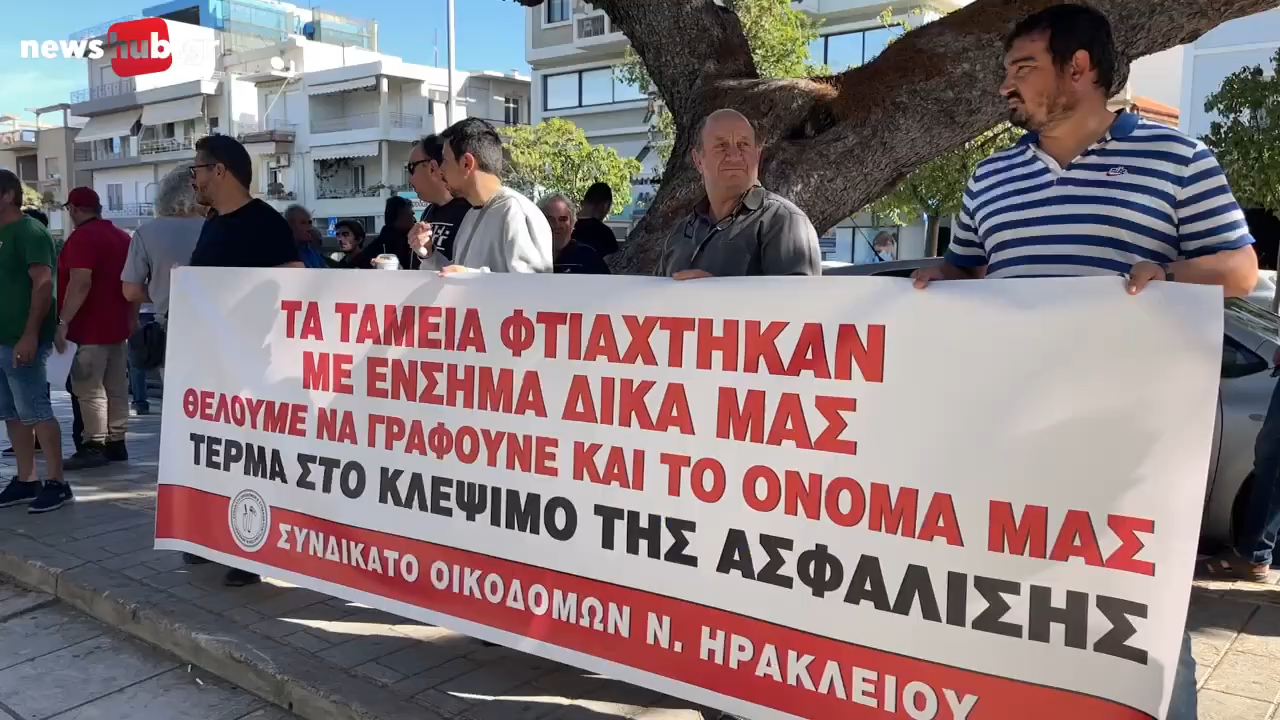 newshub.gr
ΤΑ ΤΑΜΕΙΑ ΦΤΙΑΧΤΗΚΑΝ
ΜΕ ΕΝΣΗΜΑ ΔΙΚΑ ΜΑΣ
ΘΕΛΟΥΜΕ ΝΑ ΓΡΑΦΟΥΝΕ ΚΑΙ ΤΟ ΟΝΟΜΑ ΜΑΣ
ΤΕΡΜΑ ΣΤΟ ΚΛΕΨΙΜΟ ΤΗΣ ΑΣΦΑΛΙΣΗΣ
ΣΥΝΔΙΚΑΤΟ ΟΙΚΟΔΟΜΩΝ Ν. ΗΡΑΚΛΕΙΟΥ